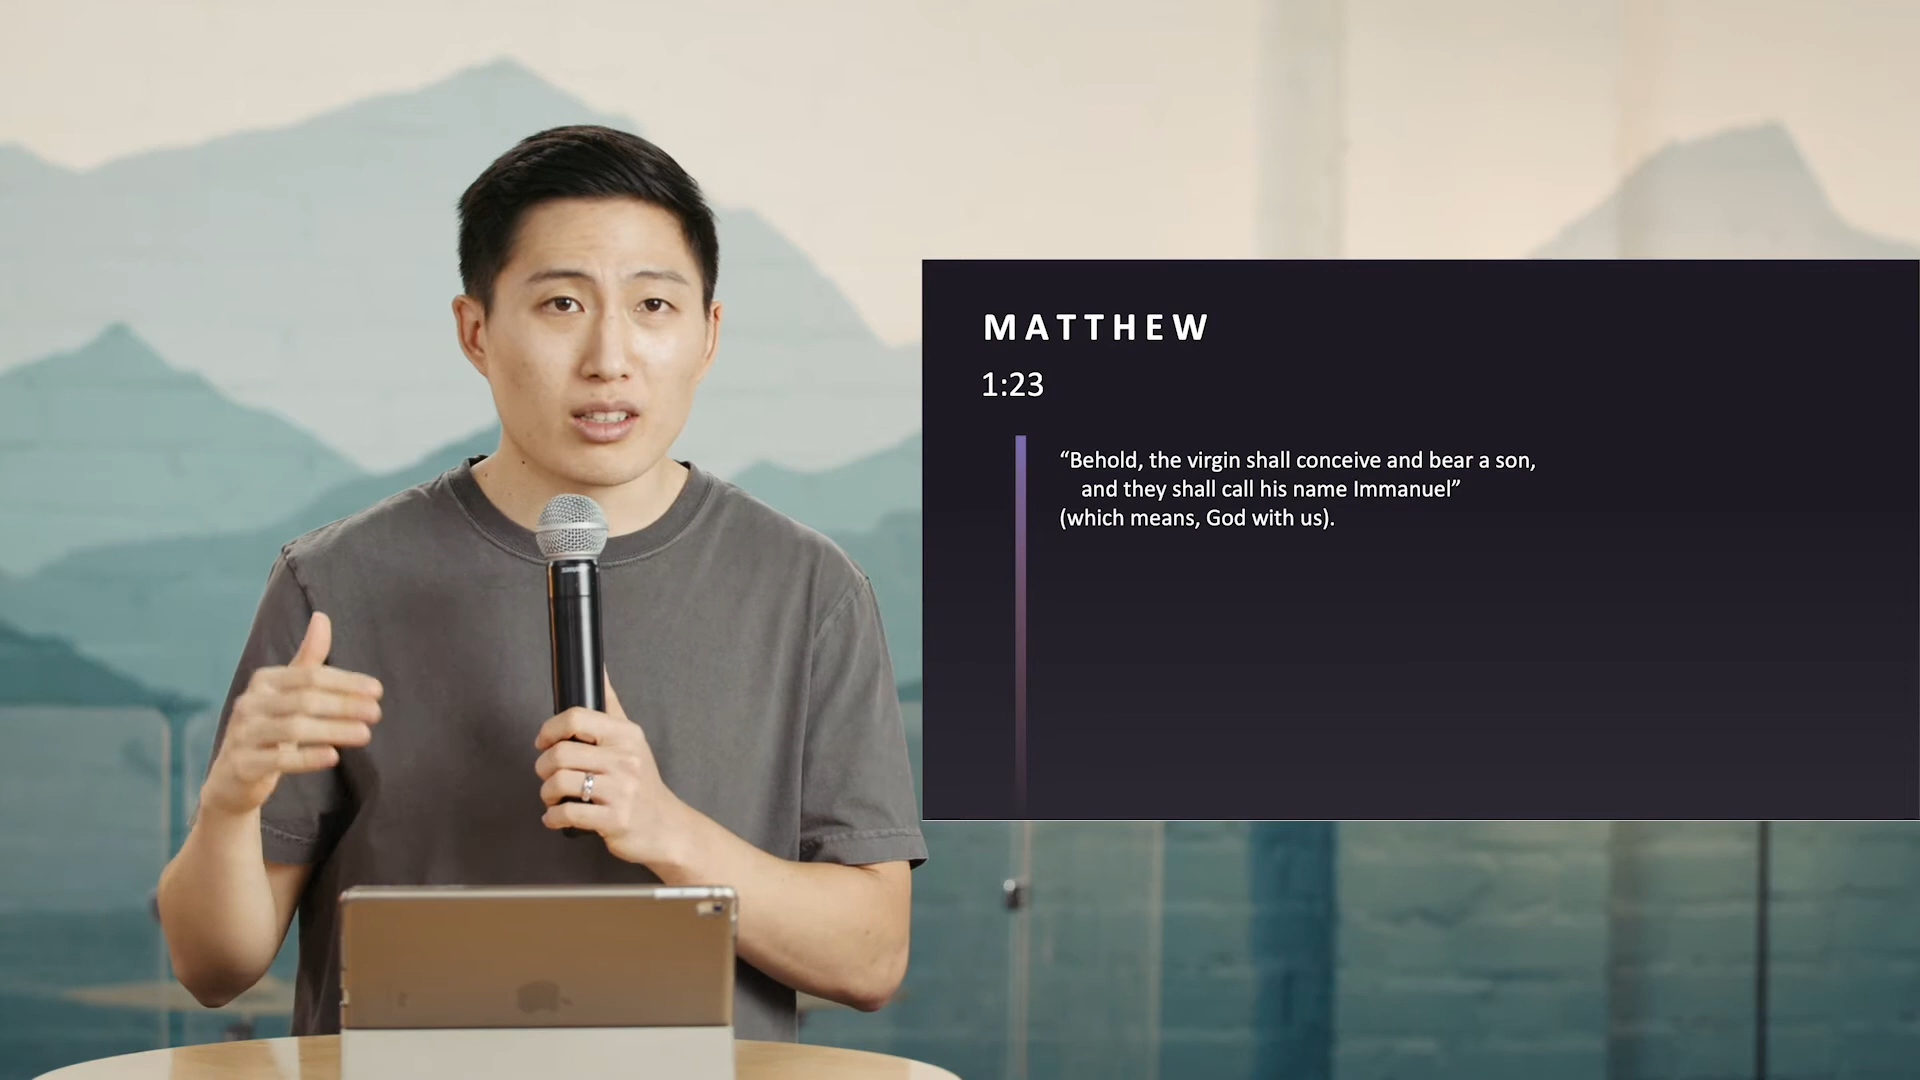 MATTHEW
1:23
“Behold, the virgin shall conceive and bear a son,
and they shall call his name Immanuel”
(which means, God with us).